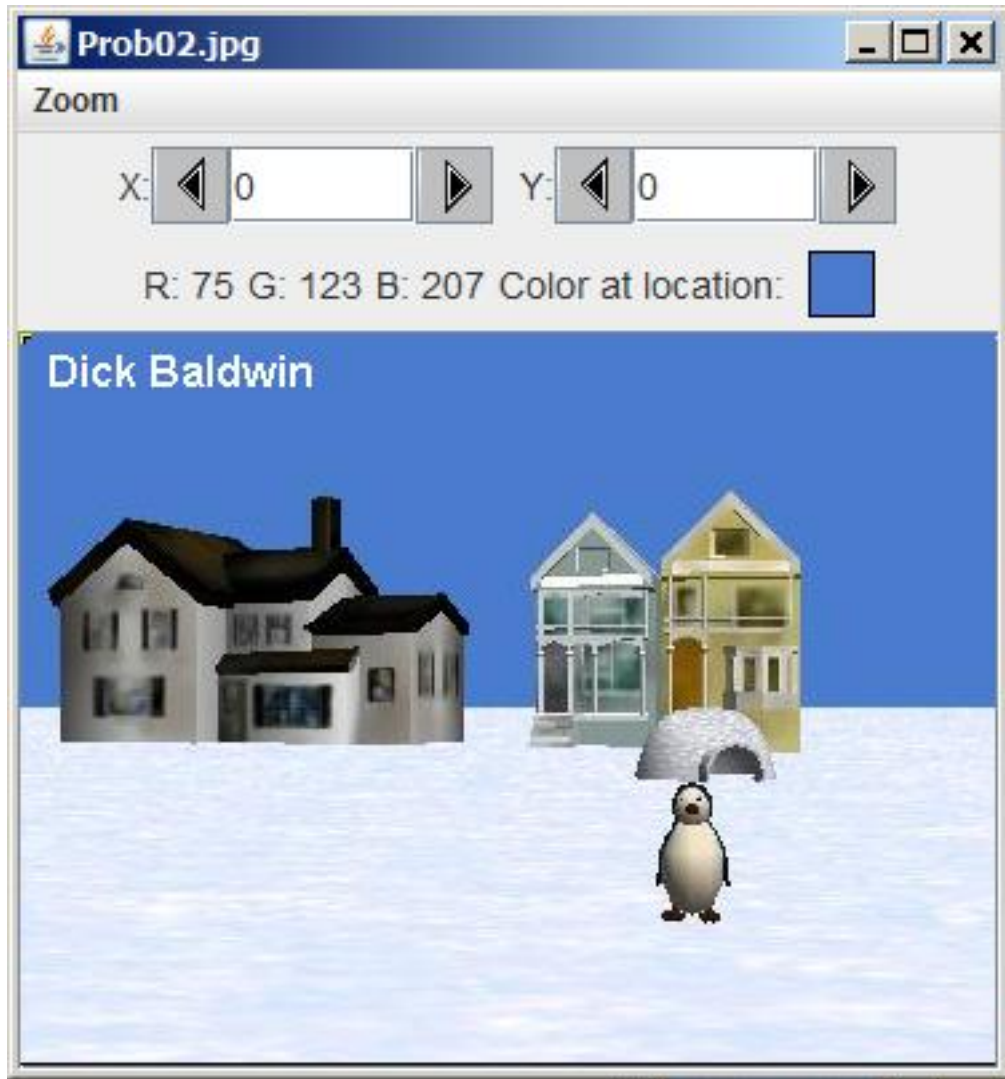 Prob02.jpg
Zoom
X: 0 Y: 0
R: 75 G: 123 B: 207 Color at location:
Dick Baldwin